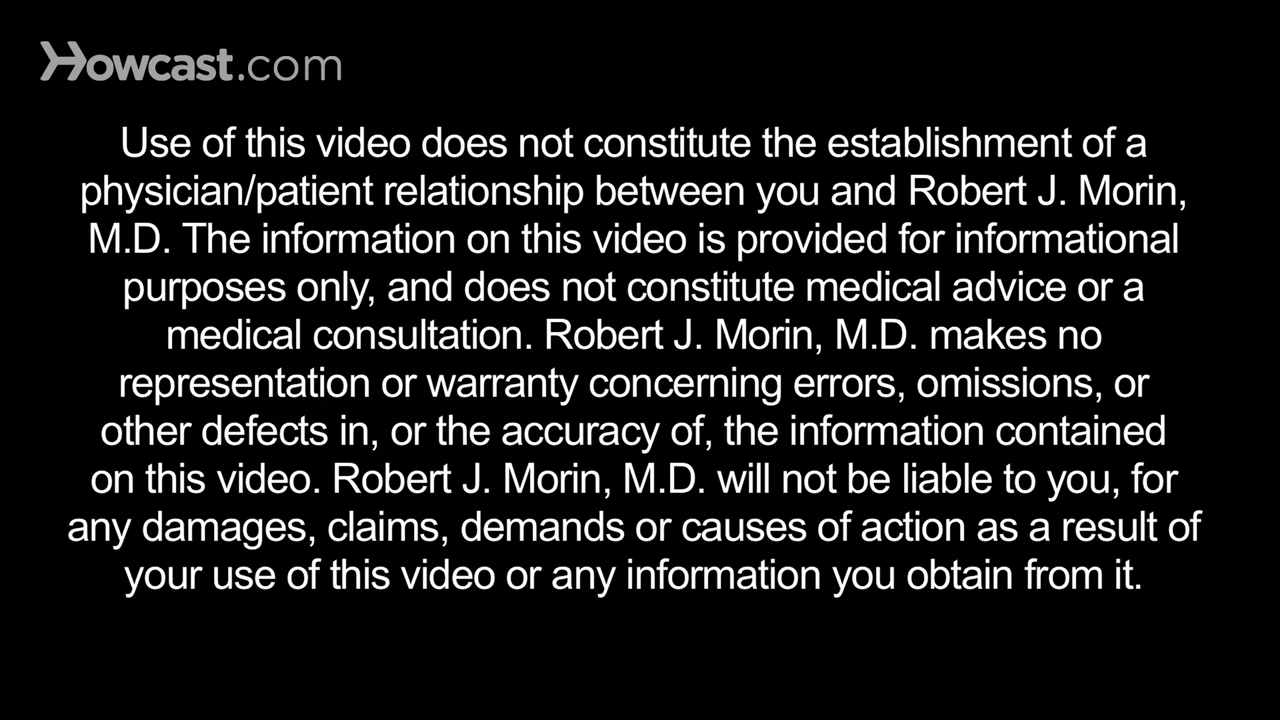 Howcast.com
Use of this video does not constitute the establishment of a
physician/patient relationship between you and Robert J. Morin,
M.D. The information on this video is provided for informational
purposes only, and does not constitute medical advice or a
medical consultation. Robert J. Morin, M.D. makes no
representation or warranty concerning errors, omissions, or
other defects in, or the accuracy of, the information contained
on this video. Robert J. Morin, M.D. will not be liable to you, for
any damages, claims, demands or causes of action as a result of
your use of this video or any information you obtain from it.